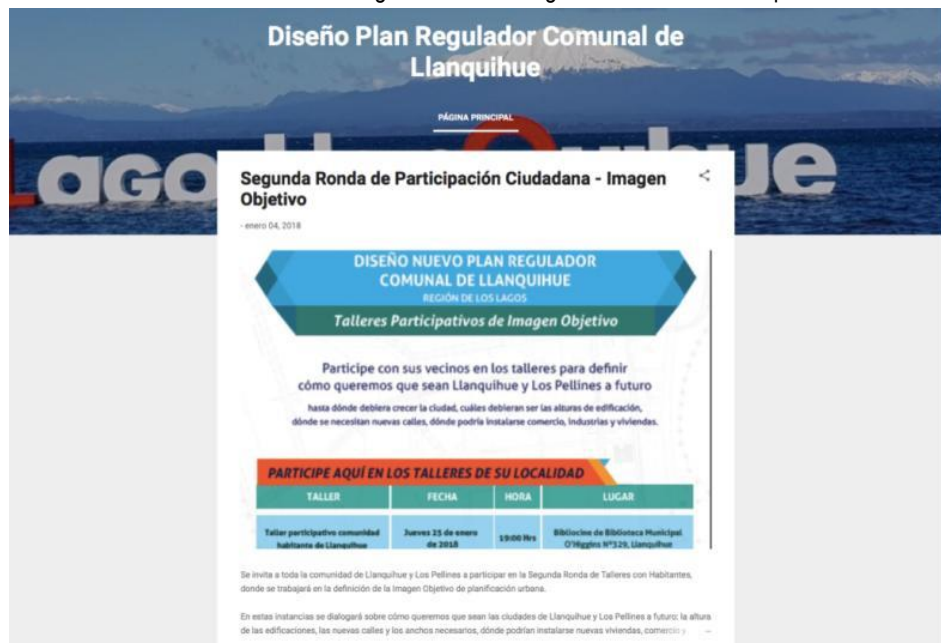 Diseño Plan Regulador Comunal de
Llanquihue
PÁGINA PRINCIPAL
Lago
hue
Segunda Ronda de Participación Ciudadana - Imagen
Objetivo
- enero 04, 2018
DISEÑO NUEVO PLAN REGULADOR
COMUNAL DE LLANQUIHUE
REGIÓN DE LOS LAGOS
Talleres Participativos de Imagen Objetivo
Participe con sus vecinos en los talleres para definir
cómo queremos que sean Llanquihue y Los Pellines a futuro
hasta dónde debiera crecer la ciudad, cuáles debieran ser las alturas de edificación,
dónde se necesitan nuevas calles, dónde podría instalarse comercio, industrias y viviendas.
PARTICIPE AQUÍ EN LOS TALLERES DE SU LOCALIDAD
TALLER FECHA HORA LUGAR
Taller participativo comunidad Jueves 25 de enero 19:00 Hrs Bibliocine de Biblioteca Municipal
habitante de Llanquihue de 2018 O'Higgins Nº329, Llanquihue
Se invita a toda la comunidad de Llanquihue y Los Pellines a participar en la Segunda Ronda de Talleres con Habitantes,
donde se trabajará en la definición de la Imagen Objetivo de planificación urbana.
En estas instancias se dialogará sobre cómo queremos que sean las ciudades de Llanquihue y Los Pellines a futuro: la altura
de las edificaciones, las nuevas calles y los anchos necesarios, dónde podrían instalarse nuevas viviendas, comercio y